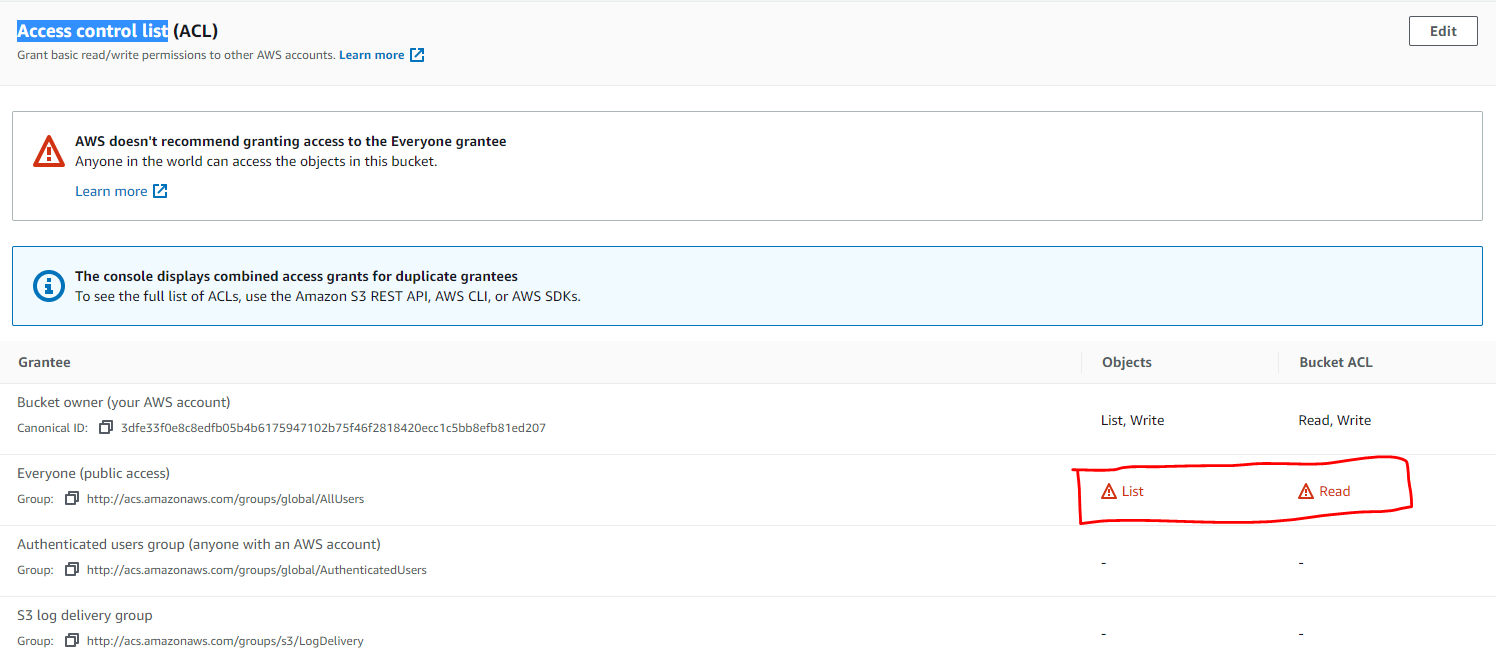 Access control list (ACL)
Edit
Grant basic read/write permissions to other AWS accounts. Learn more
AWS doesn't recommend granting access to the Everyone grantee
Anyone in the world can access the objects in this bucket.
Learn more
The console displays combined access grants for duplicate grantees
To see the full list of ACLs, use the Amazon S3 REST API, AWS CLI, or AWS SDKs.
Grantee Objects Bucket ACL
Bucket owner (your AWS account)
List, Write Read, Write
Canonical ID: 3dfe33f0e8c8edfb05b4b6175947102b75f46f2818420ecc1c5bb8efb81ed207
Everyone (public access)
List Read
Group: http://acs.amazonaws.com/groups/global/AllUsers
Authenticated users group (anyone with an AWS account)
- -
Group: http://acs.amazonaws.com/groups/global/AuthenticatedUsers
S3 log delivery group
- -
Group: http://acs.amazonaws.com/groups/s3/LogDelivery